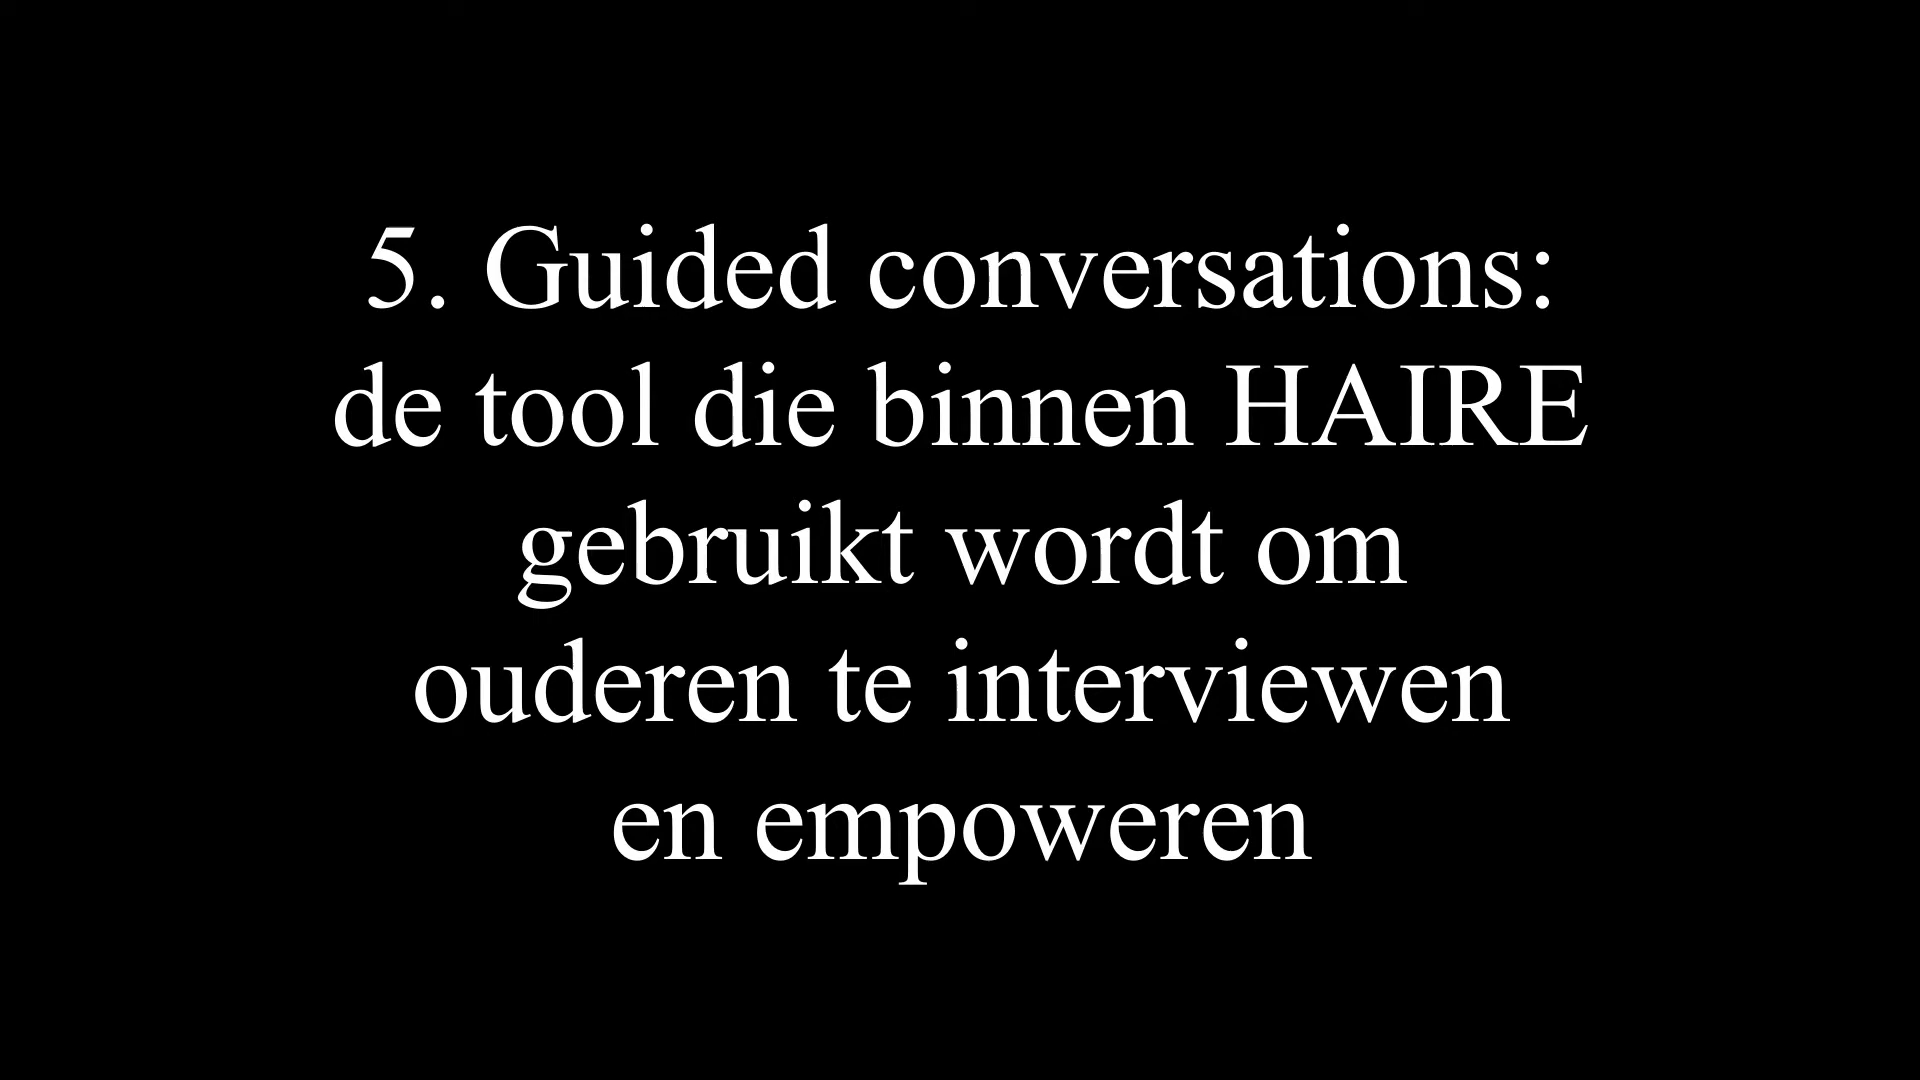 5. Guided conversations:
de tool die binnen HAIRE
gebruikt wordt om
ouderen te interviewen
en empoweren